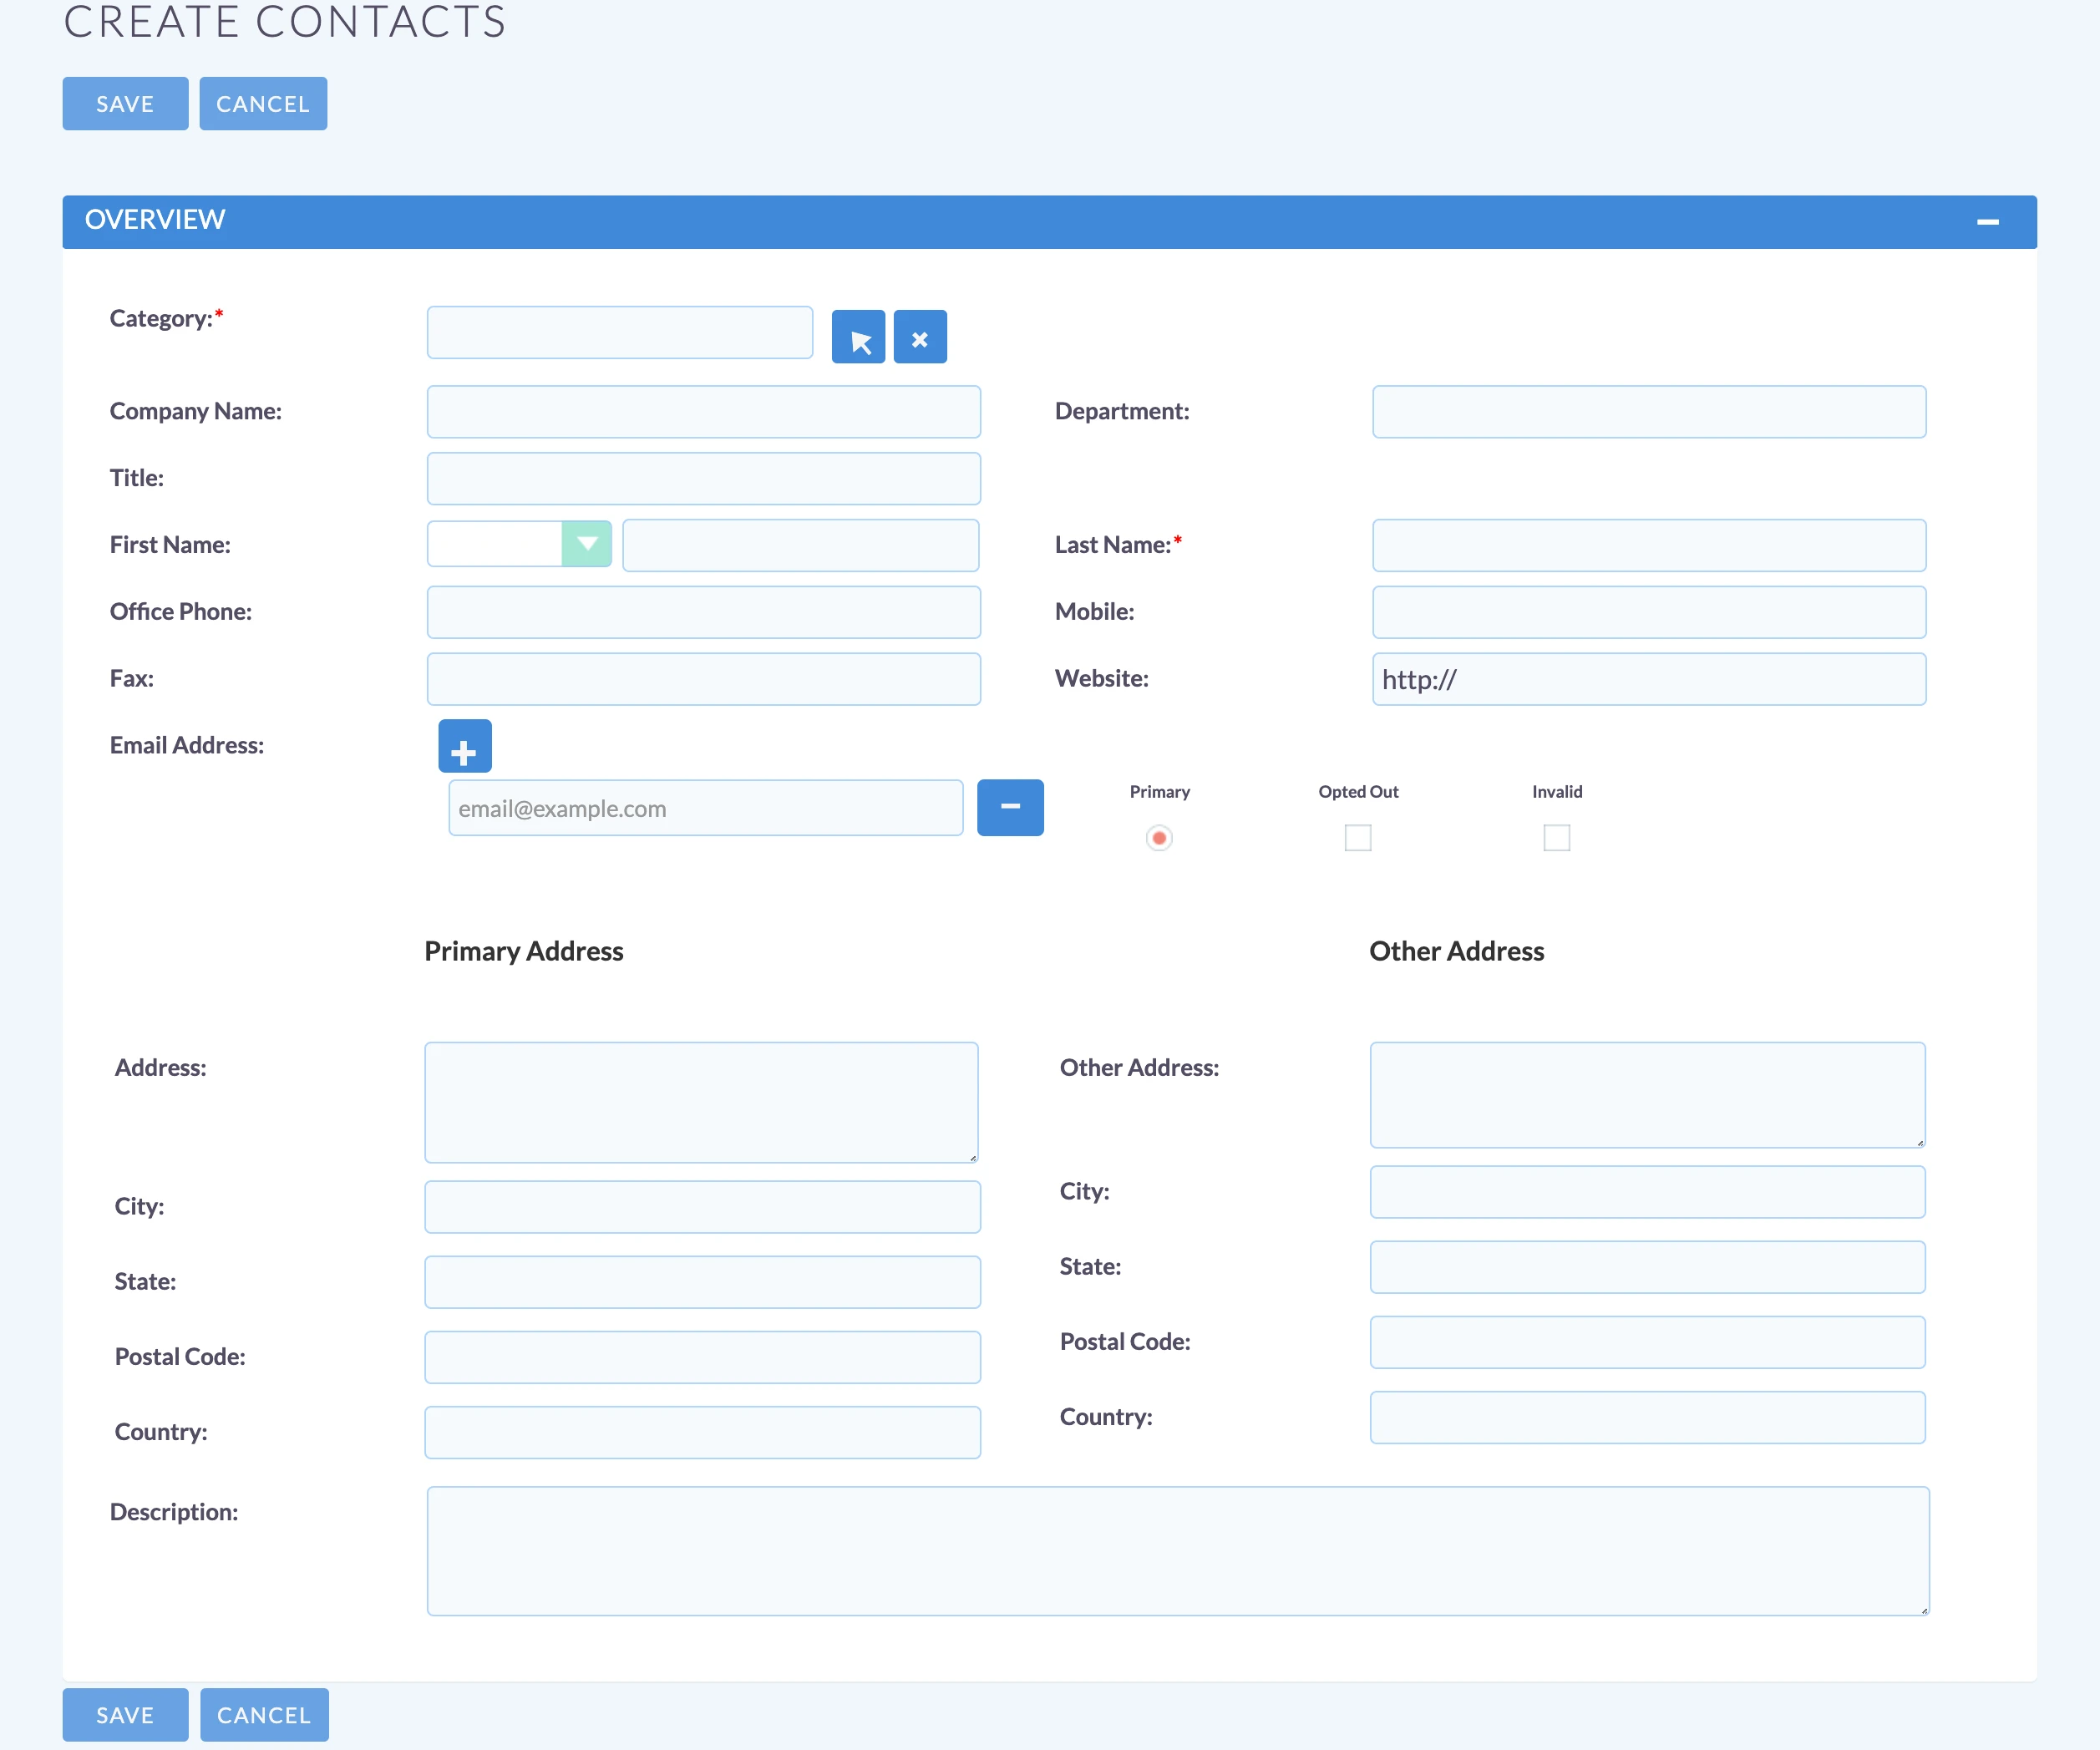 CREATE CONTACTS
SAVE CANCEL
OVERVIEW
Category:*
Company Name: Department:
Title:
First Name: Last Name:*
Office Phone: Mobile:
Fax: Website: http://
Email Address:
email@example.com Primary Opted Out Invalid
Primary Address Other Address
Address: Other Address:
City: City:
State: State:
Postal Code: Postal Code:
Country: Country:
Description:
SAVE CANCEL